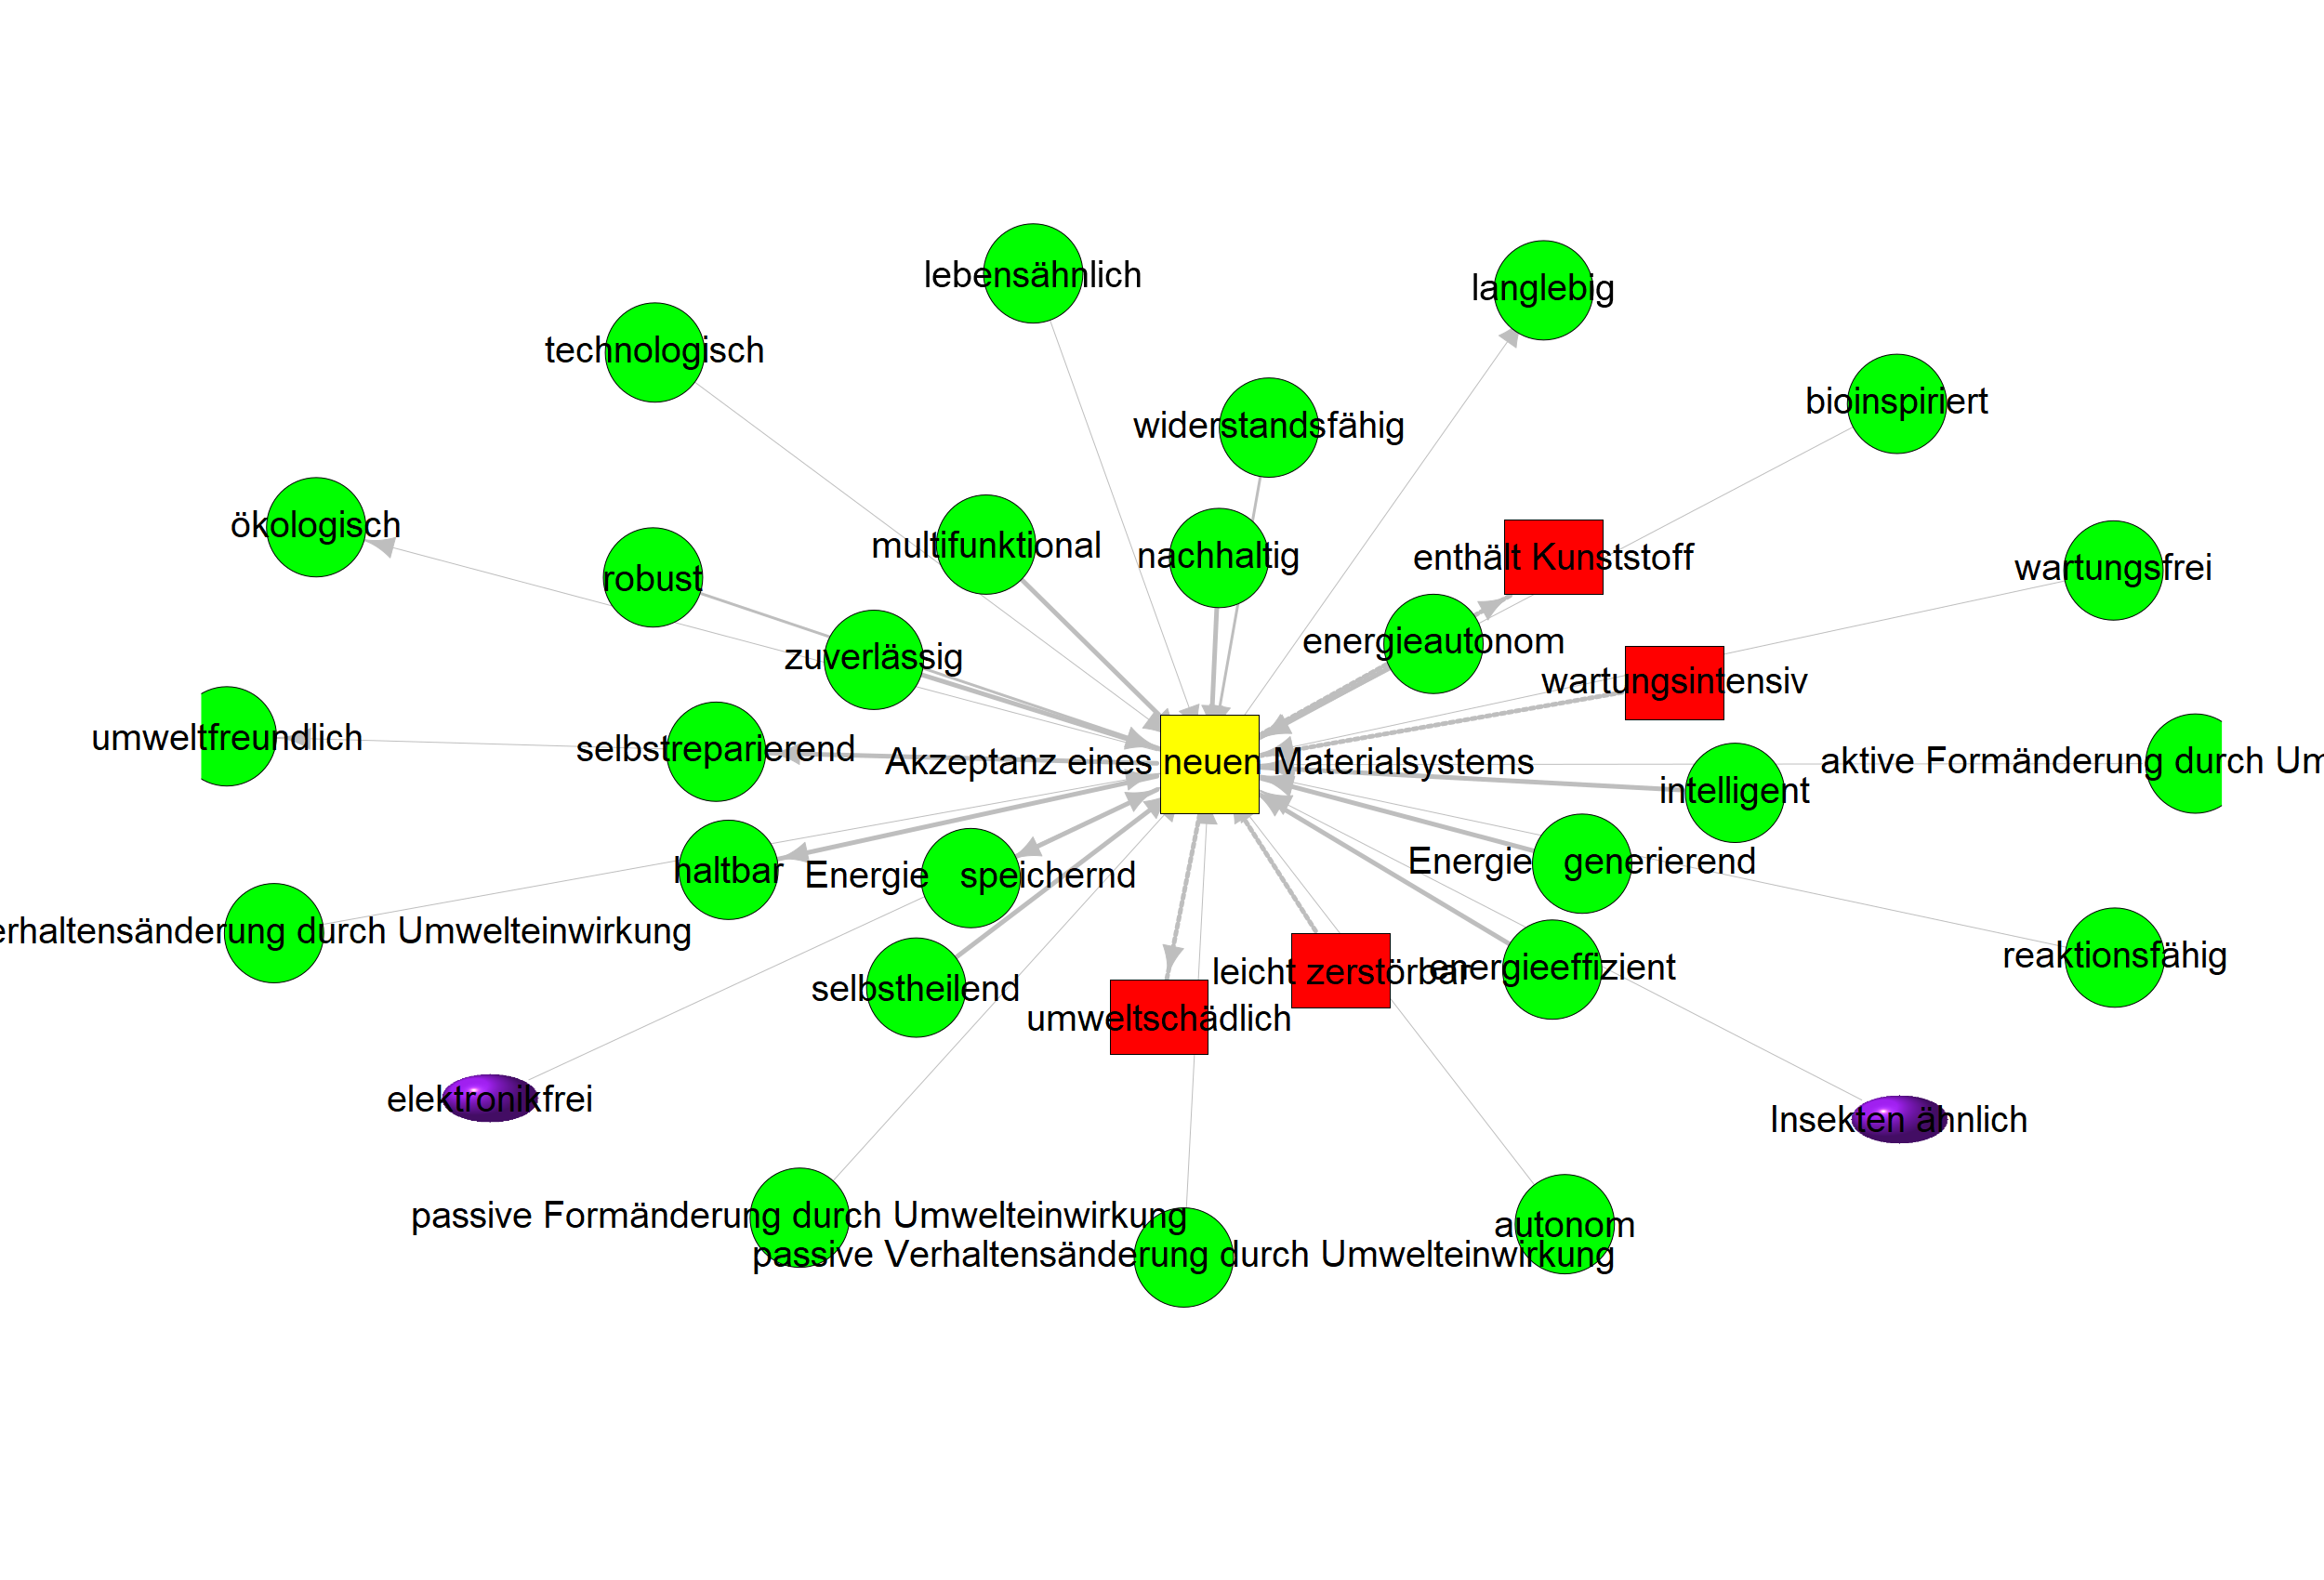 lebensähnlich
langlebig
technologisch
bioinspiriert
widerstandsfähig
ökologisch
multifunktional
nachhaltig
enthält Kunststoff
wartungsfrei
robust
energieautonom
zuverlässig
wartungsintensiv
umweltfreundlich
selbstreparierend
Akzeptanz eines neuen Materialsystems
aktive Formänderung durch Um
intelligent
haltbar
Energie speichernd
Energie generierend
erhaltensänderung durch Umwelteinwirkung
reaktionsfähig
leicht zerstörbar
energieeffizient
selbstheilend
umweltschädlich
elektronikfrei
Insekten ähnlich
passive Formänderung durch Umwelteinwirkung
autonom
passive Verhaltensänderung durch Umwelteinwirkung